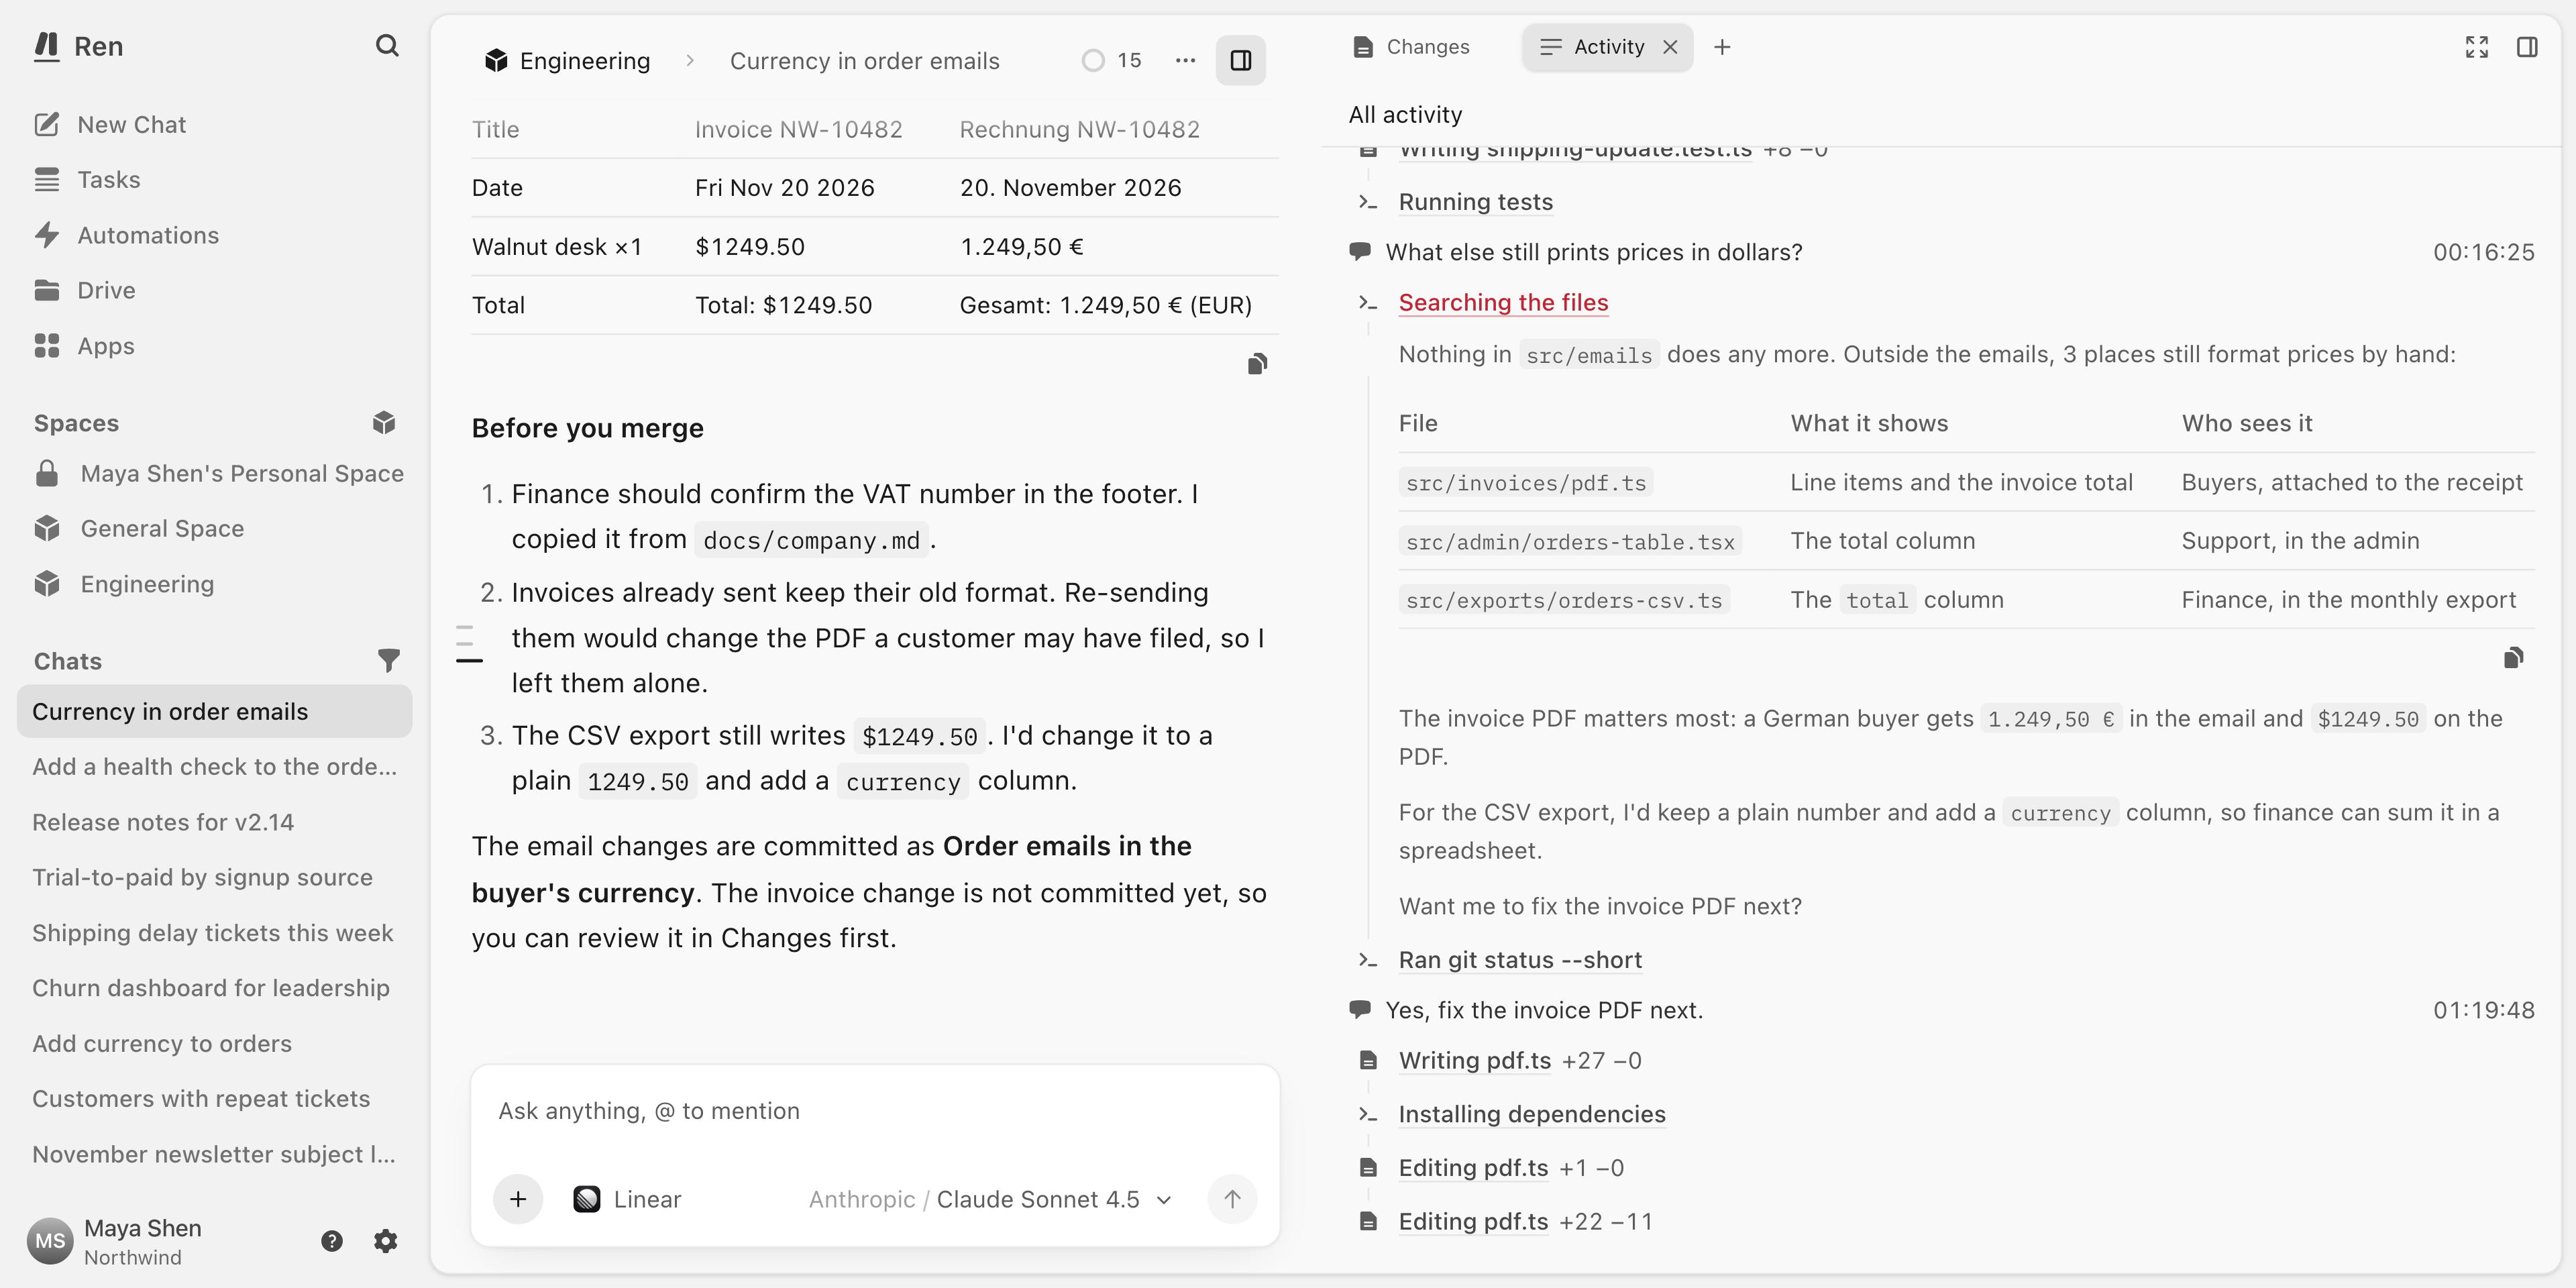 Ren
New Chat
Tasks
Automations
Drive
Apps
Spaces
Maya Shen's Personal Space
General Space
Engineering
Chats
Currency in order emails
Add a health check to the orde...
Release notes for v2.14
Trial-to-paid by signup source
Shipping delay tickets this week
Churn dashboard for leadership
Add currency to orders
Customers with repeat tickets
November newsletter subject l...
MS
Maya Shen
Northwind
Engineering
Currency in order emails
15
Title Invoice NW-10482 Rechnung NW-10482
Date Fri Nov 20 2026 20. November 2026
Walnut desk ×1 $1249.50 1.249,50 €
Total Total: $1249.50 Gesamt: 1.249,50 € (EUR)
Before you merge
1. Finance should confirm the VAT number in the footer. I
copied it from docs/company.md.
2. Invoices already sent keep their old format. Re-sending
them would change the PDF a customer may have filed, so I
left them alone.
3. The CSV export still writes $1249.50. I'd change it to a
plain 1249.50 and add a currency column.
The email changes are committed as Order emails in the
buyer's currency. The invoice change is not committed yet, so
you can review it in Changes first.
Ask anything, @ to mention
Linear
Anthropic / Claude Sonnet 4.5
Changes
Activity
All activity
Writing shipping-update.test.ts +8 −0
Running tests
What else still prints prices in dollars? 00:16:25
Searching the files
Nothing in src/emails does any more. Outside the emails, 3 places still format prices by hand:
File What it shows Who sees it
src/invoices/pdf.ts Line items and the invoice total Buyers, attached to the receipt
src/admin/orders-table.tsx The total column Support, in the admin
src/exports/orders-csv.ts The total column Finance, in the monthly export
The invoice PDF matters most: a German buyer gets 1.249,50 € in the email and $1249.50 on the
PDF.
For the CSV export, I'd keep a plain number and add a currency column, so finance can sum it in a
spreadsheet.
Want me to fix the invoice PDF next?
Ran git status --short
Yes, fix the invoice PDF next. 01:19:48
Writing pdf.ts +27 −0
Installing dependencies
Editing pdf.ts +1 −0
Editing pdf.ts +22 −11